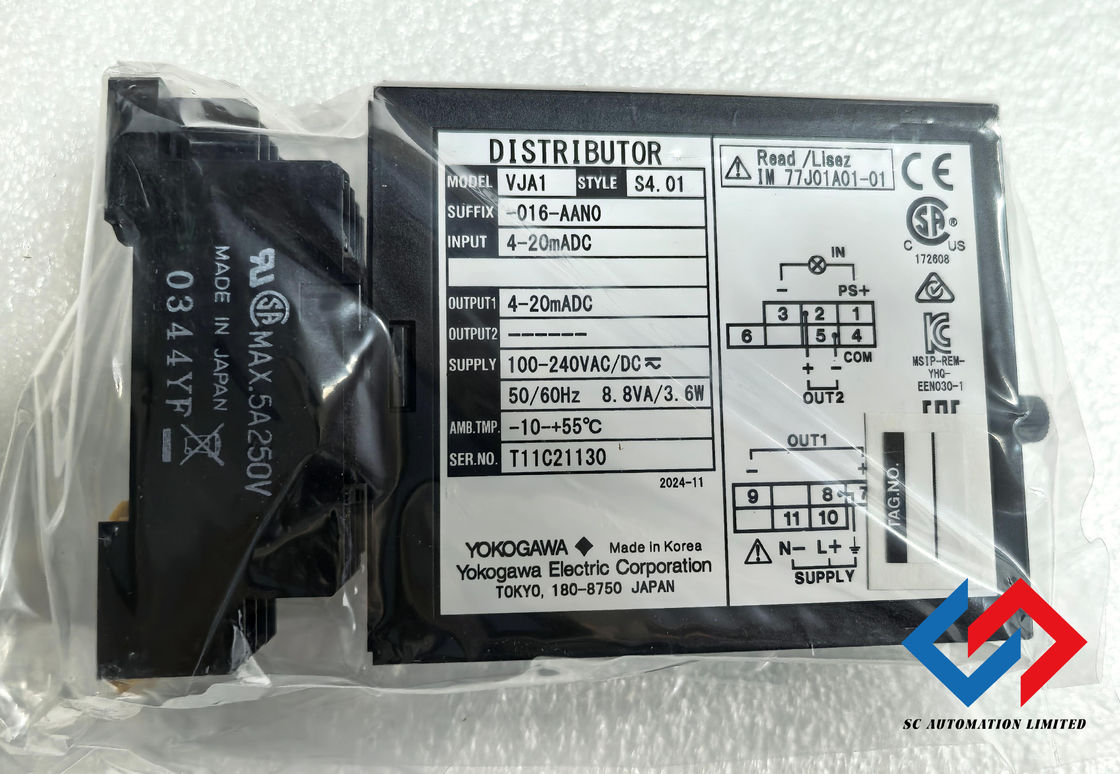 DISTRIBUTOR
MODEL VJA1 STYLE S4.01
SUFFIX -016-AAN0
INPUT 4-20mADC
OUTPUT1 4-20mADC
OUTPUT2 ------
SUPPLY 100-240VAC/DC
50/60Hz 8.8VA/3.6W
AMB.TMP. -10-+55℃
SER.NO. T11C21130
2024-11
YOKOGAWA ◆ Made in Korea
Yokogawa Electric Corporation
TOKYO, 180-8750 JAPAN
Read /Lisez
IM 77J01A01-01
CE
SA ®
C US
172608
MSIP-REM-
YHQ-
EEN030-1
IN
- PS+
3 2 1
6 5 4
COM
+ -
OUT2
OUT1
- +
9 8 7
11 10
N- L+
SUPPLY
TAG.NO.
SA MAX.5A250V
MADE IN JAPAN
0344YF
SC AUTOMATION LIMITED